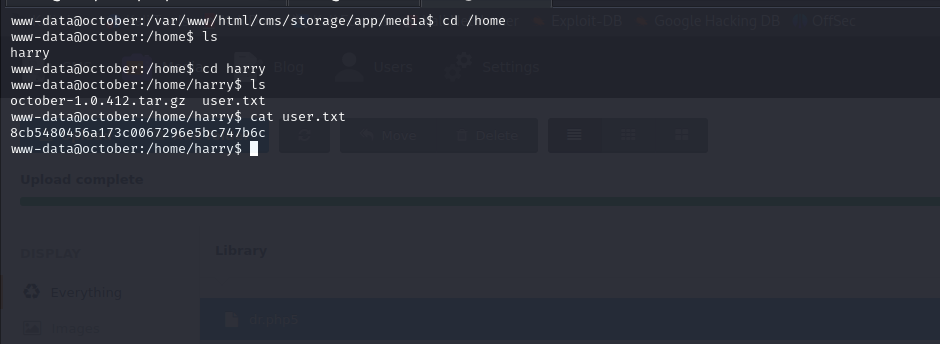 www-data@october:/var/www/html/cms/storage/app/media$ cd /home
Exploit-DB Google Hacking DB OffSec
www-data@october:/home$ ls
harry
www-data@october:/home$ cd harry
Blog Users Settings
www-data@october:/home/harry$ ls
october-1.0.412.tar.gz  user.txt
www-data@october:/home/harry$ cat user.txt
8cb5480456a173c0067296e5bc747b6c
Move Delete
www-data@october:/home/harry$
Upload complete
DISPLAY
Library
Everything
Images